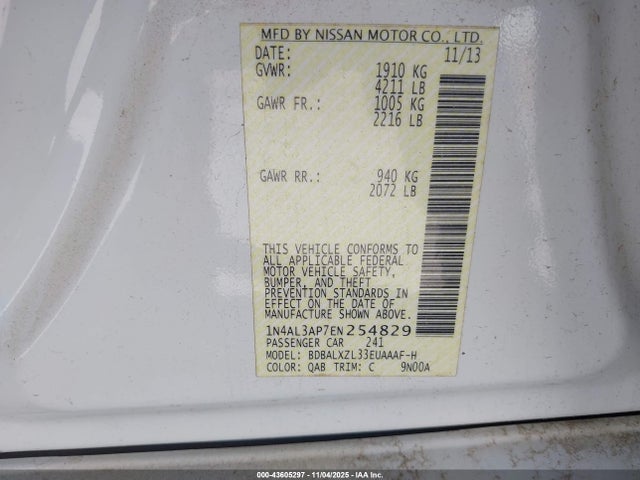 MFD BY NISSAN MOTOR CO., LTD.
DATE: 11/13
GVWR: 1910 KG
4211 LB
GAWR FR.: 1005 KG
2216 LB
GAWR RR.: 940 KG
2072 LB
THIS VEHICLE CONFORMS TO
ALL APPLICABLE FEDERAL
MOTOR VEHICLE SAFETY,
BUMPER, AND THEFT
PREVENTION STANDARDS IN
EFFECT ON THE DATE OF
MANUFACTURE SHOWN ABOVE.
1N4AL3AP7EN254829
PASSENGER CAR 241
MODEL: BDBALXZL33EUAAAF-H
COLOR: QAB TRIM: C 9N00A
000-43605297 - 11/04/2025 - IAA Inc.